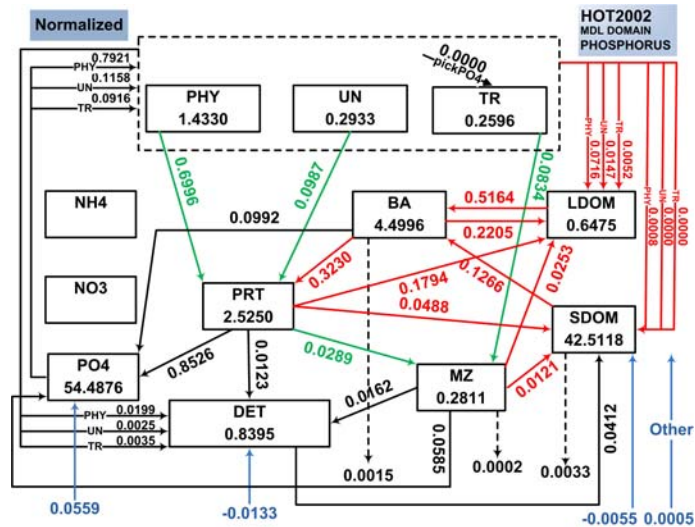 Normalized
HOT2002
MDL DOMAIN
PHOSPHORUS
0.7921
PHY
0.1158
UN
0.0916
TR
0.0000
pickPO4
PHY
1.4330
UN
0.2933
TR
0.2596
PHY
0.0716
UN
0.0147
TR
0.0052
PHY
0.0008
UN
0.0000
TR
0.0000
0.6996
0.0987
0.0834
NH4
BA
4.4996
0.5164
0.2205
LDOM
0.6475
0.0992
0.3230
0.1794
0.1266
0.0253
NO3
PRT
2.5250
0.0488
SDOM
42.5118
PO4
54.4876
0.8526
0.0123
0.0289
MZ
0.2811
0.0121
0.0162
PHY
0.0199
UN
0.0025
TR
0.0035
DET
0.8395
0.0585
0.0412
Other
0.0015
0.0002
0.0033
0.0559
-0.0133
-0.0055
0.0005